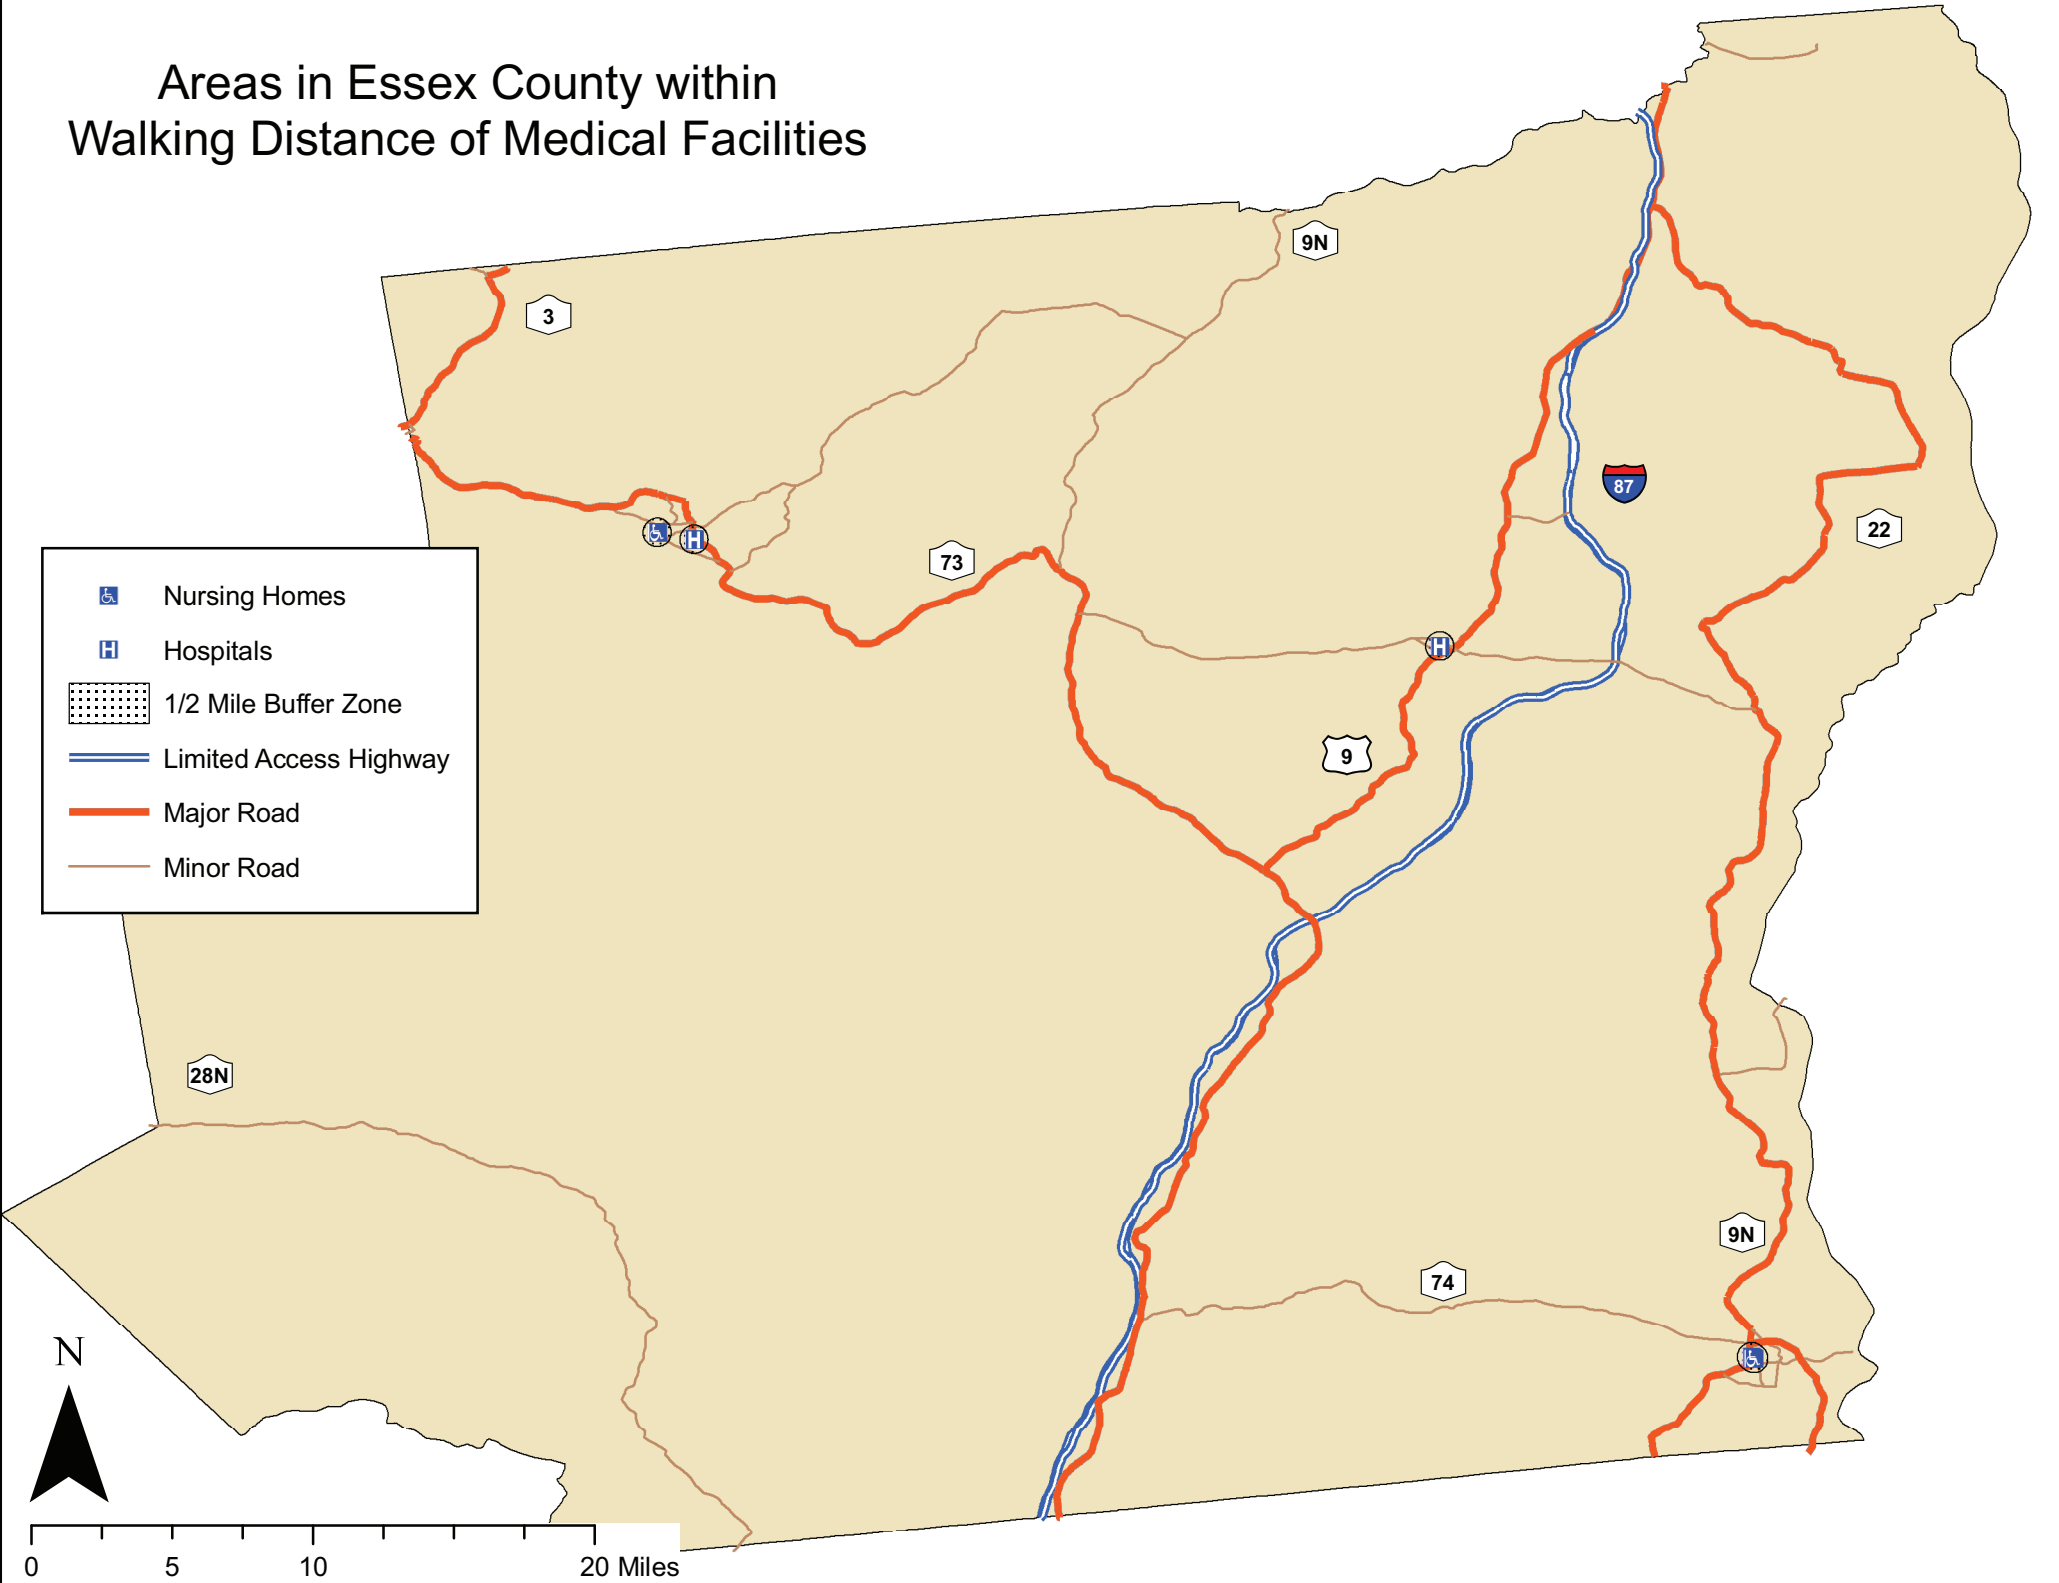 Areas in Essex County within
Walking Distance of Medical Facilities
9N
3
87
22
73
Nursing Homes
H Hospitals
1/2 Mile Buffer Zone
Limited Access Highway
Major Road
Minor Road
H
H
9
28N
9N
74
N
0 5 10 20 Miles